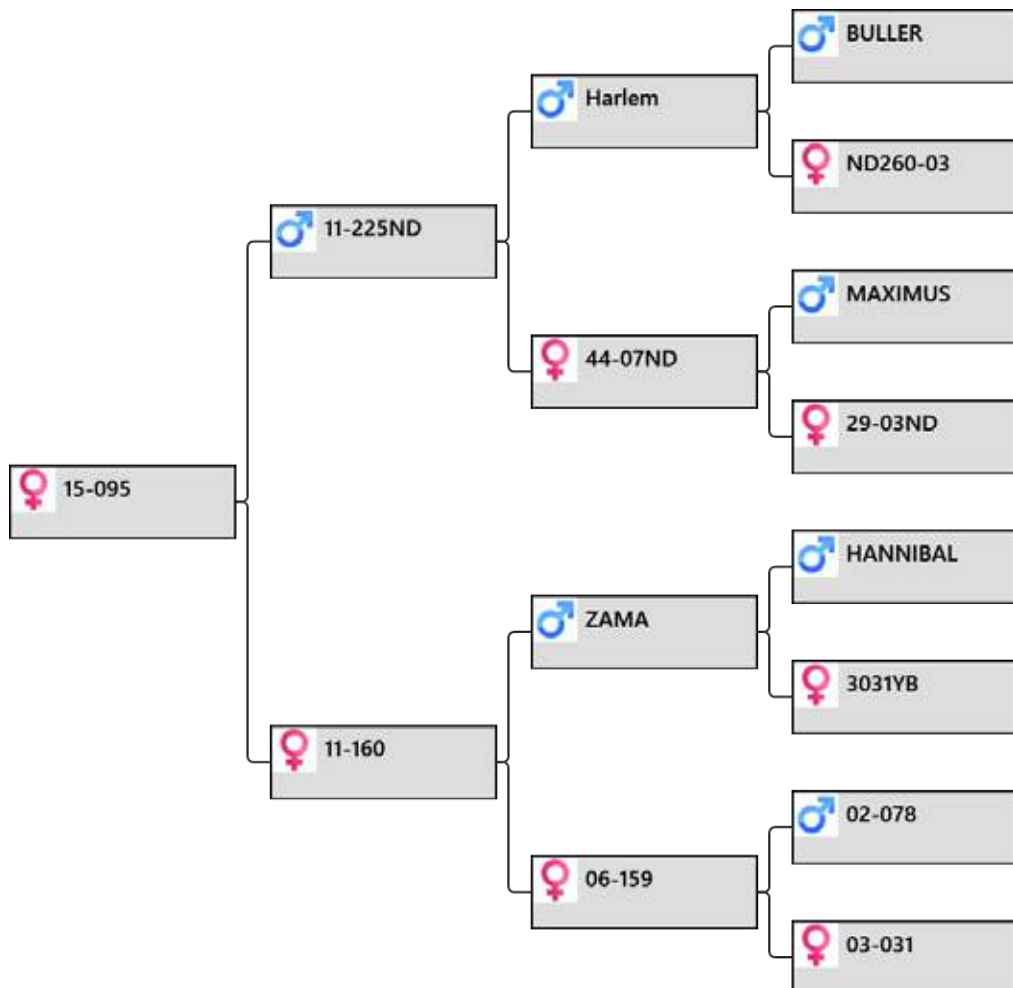 BULLER
Harlem
ND260-03
11-225ND
MAXIMUS
44-07ND
29-03ND
15-095
HANNIBAL
ZAMA
3031YB
11-160
02-078
06-159
03-031